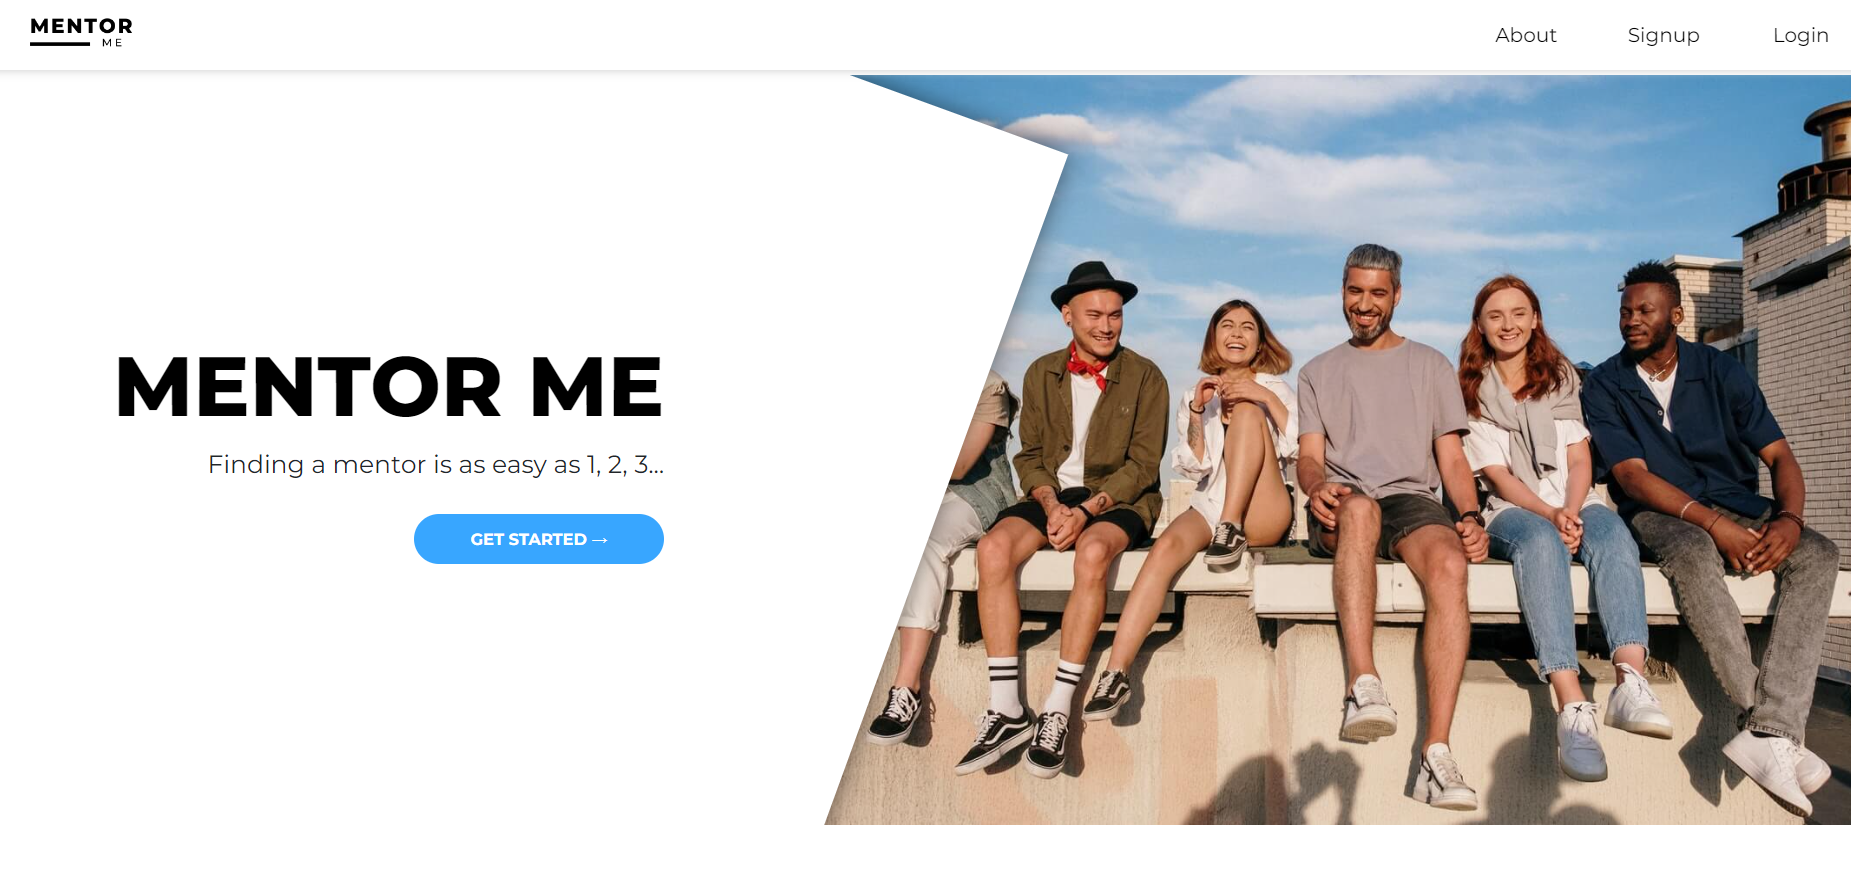 MENTOR
ME
About
Signup
Login
MENTOR ME
Finding a mentor is as easy as 1, 2, 3...
GET STARTED →